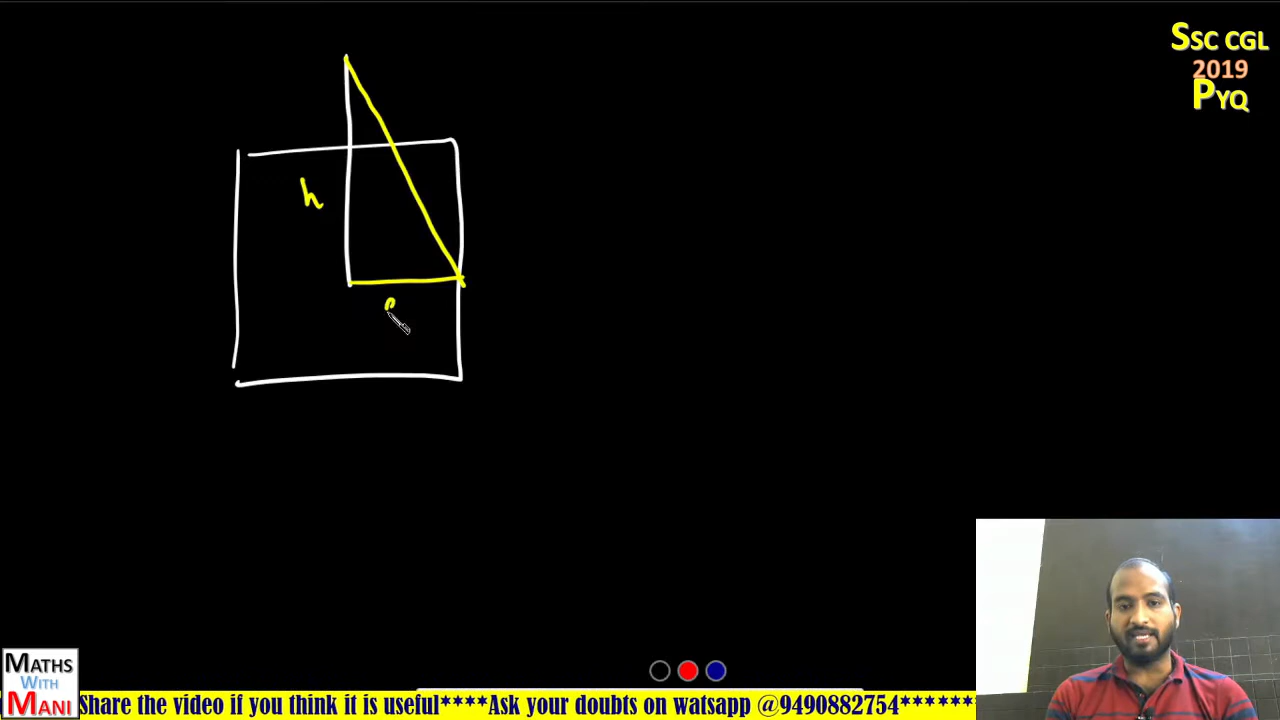 SSC CGL
2019
PYQ
h
MATHS
WITH
MANI
Share the video if you think it is useful****Ask your doubts on watsapp @9490882754******